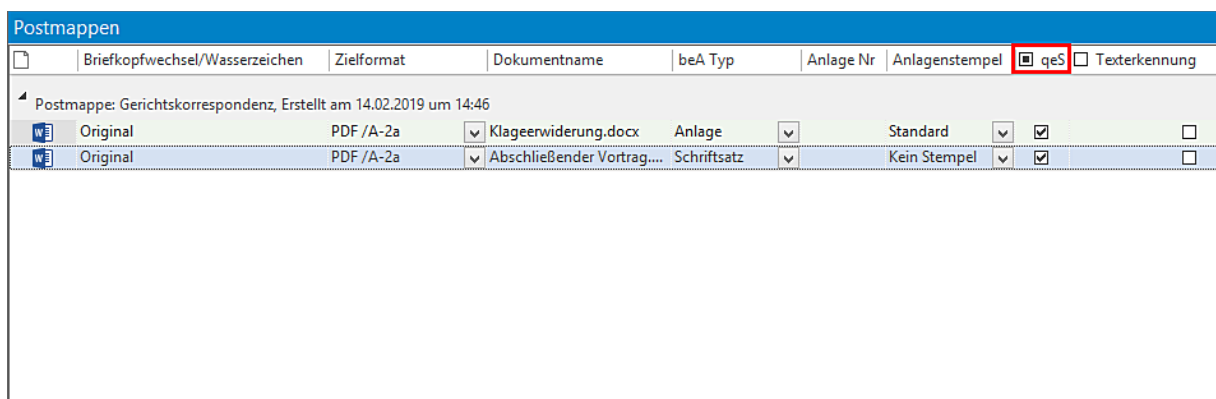 Postmappen
Briefkopfwechsel/Wasserzeichen Zielformat Dokumentname beA Typ Anlage Nr Anlagenstempel qeS Texterkennung
Postmappe: Gerichtskorrespondenz, Erstellt am 14.02.2019 um 14:46
Original PDF /A-2a Klageerwiderung.docx Anlage Standard
Original PDF /A-2a Abschließender Vortrag.... Schriftsatz Kein Stempel